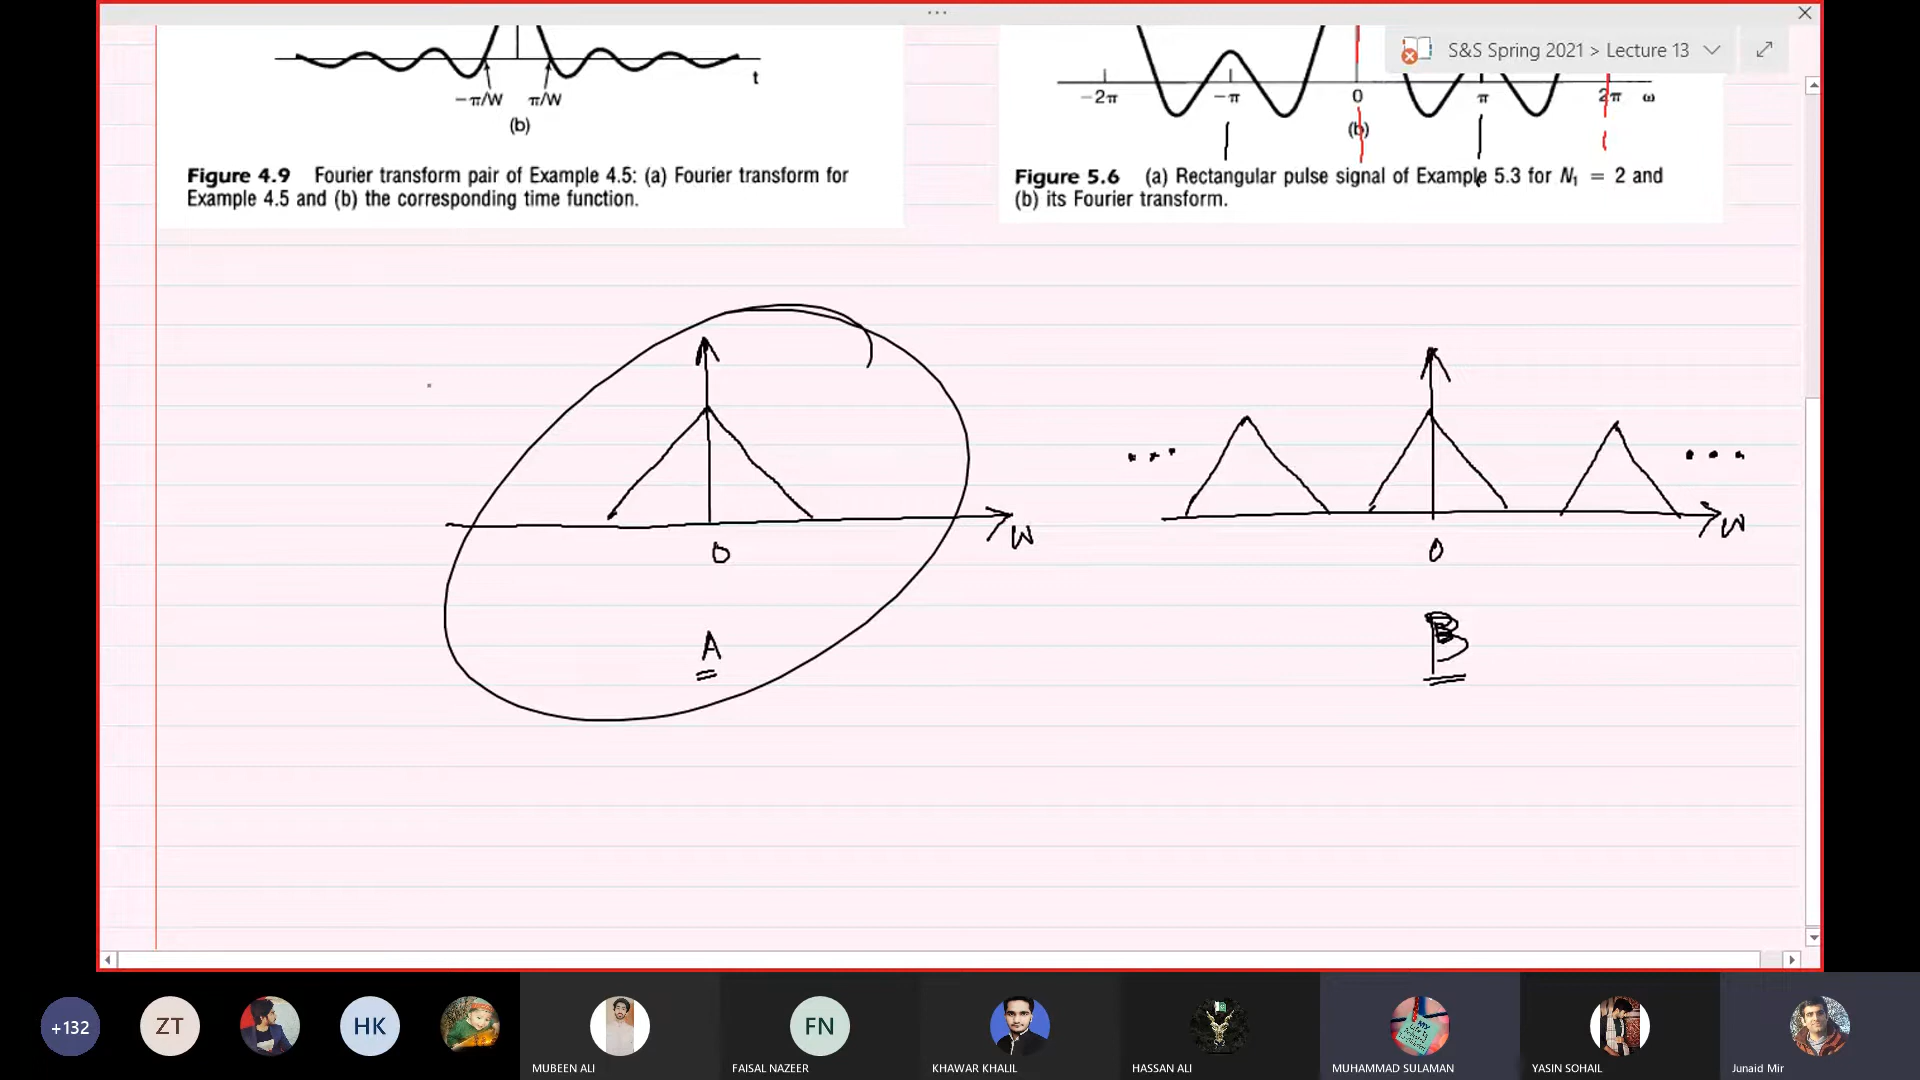 S&S Spring 2021 > Lecture 13
t
−π/W π/W
(b)
Figure 4.9 Fourier transform pair of Example 4.5: (a) Fourier transform for
Example 4.5 and (b) the corresponding time function.
−2π −π 0 π 2π ω
(b)
Figure 5.6 (a) Rectangular pulse signal of Example 5.3 for N₁ = 2 and
(b) its Fourier transform.
0 W
A
0 W
B
+132
ZT
HK
MUBEEN ALI
FN
FAISAL NAZEER
KHAWAR KHALIL
HASSAN ALI
MY
MUHAMMAD SULAMAN
YASIN SOHAIL
Junaid Mir